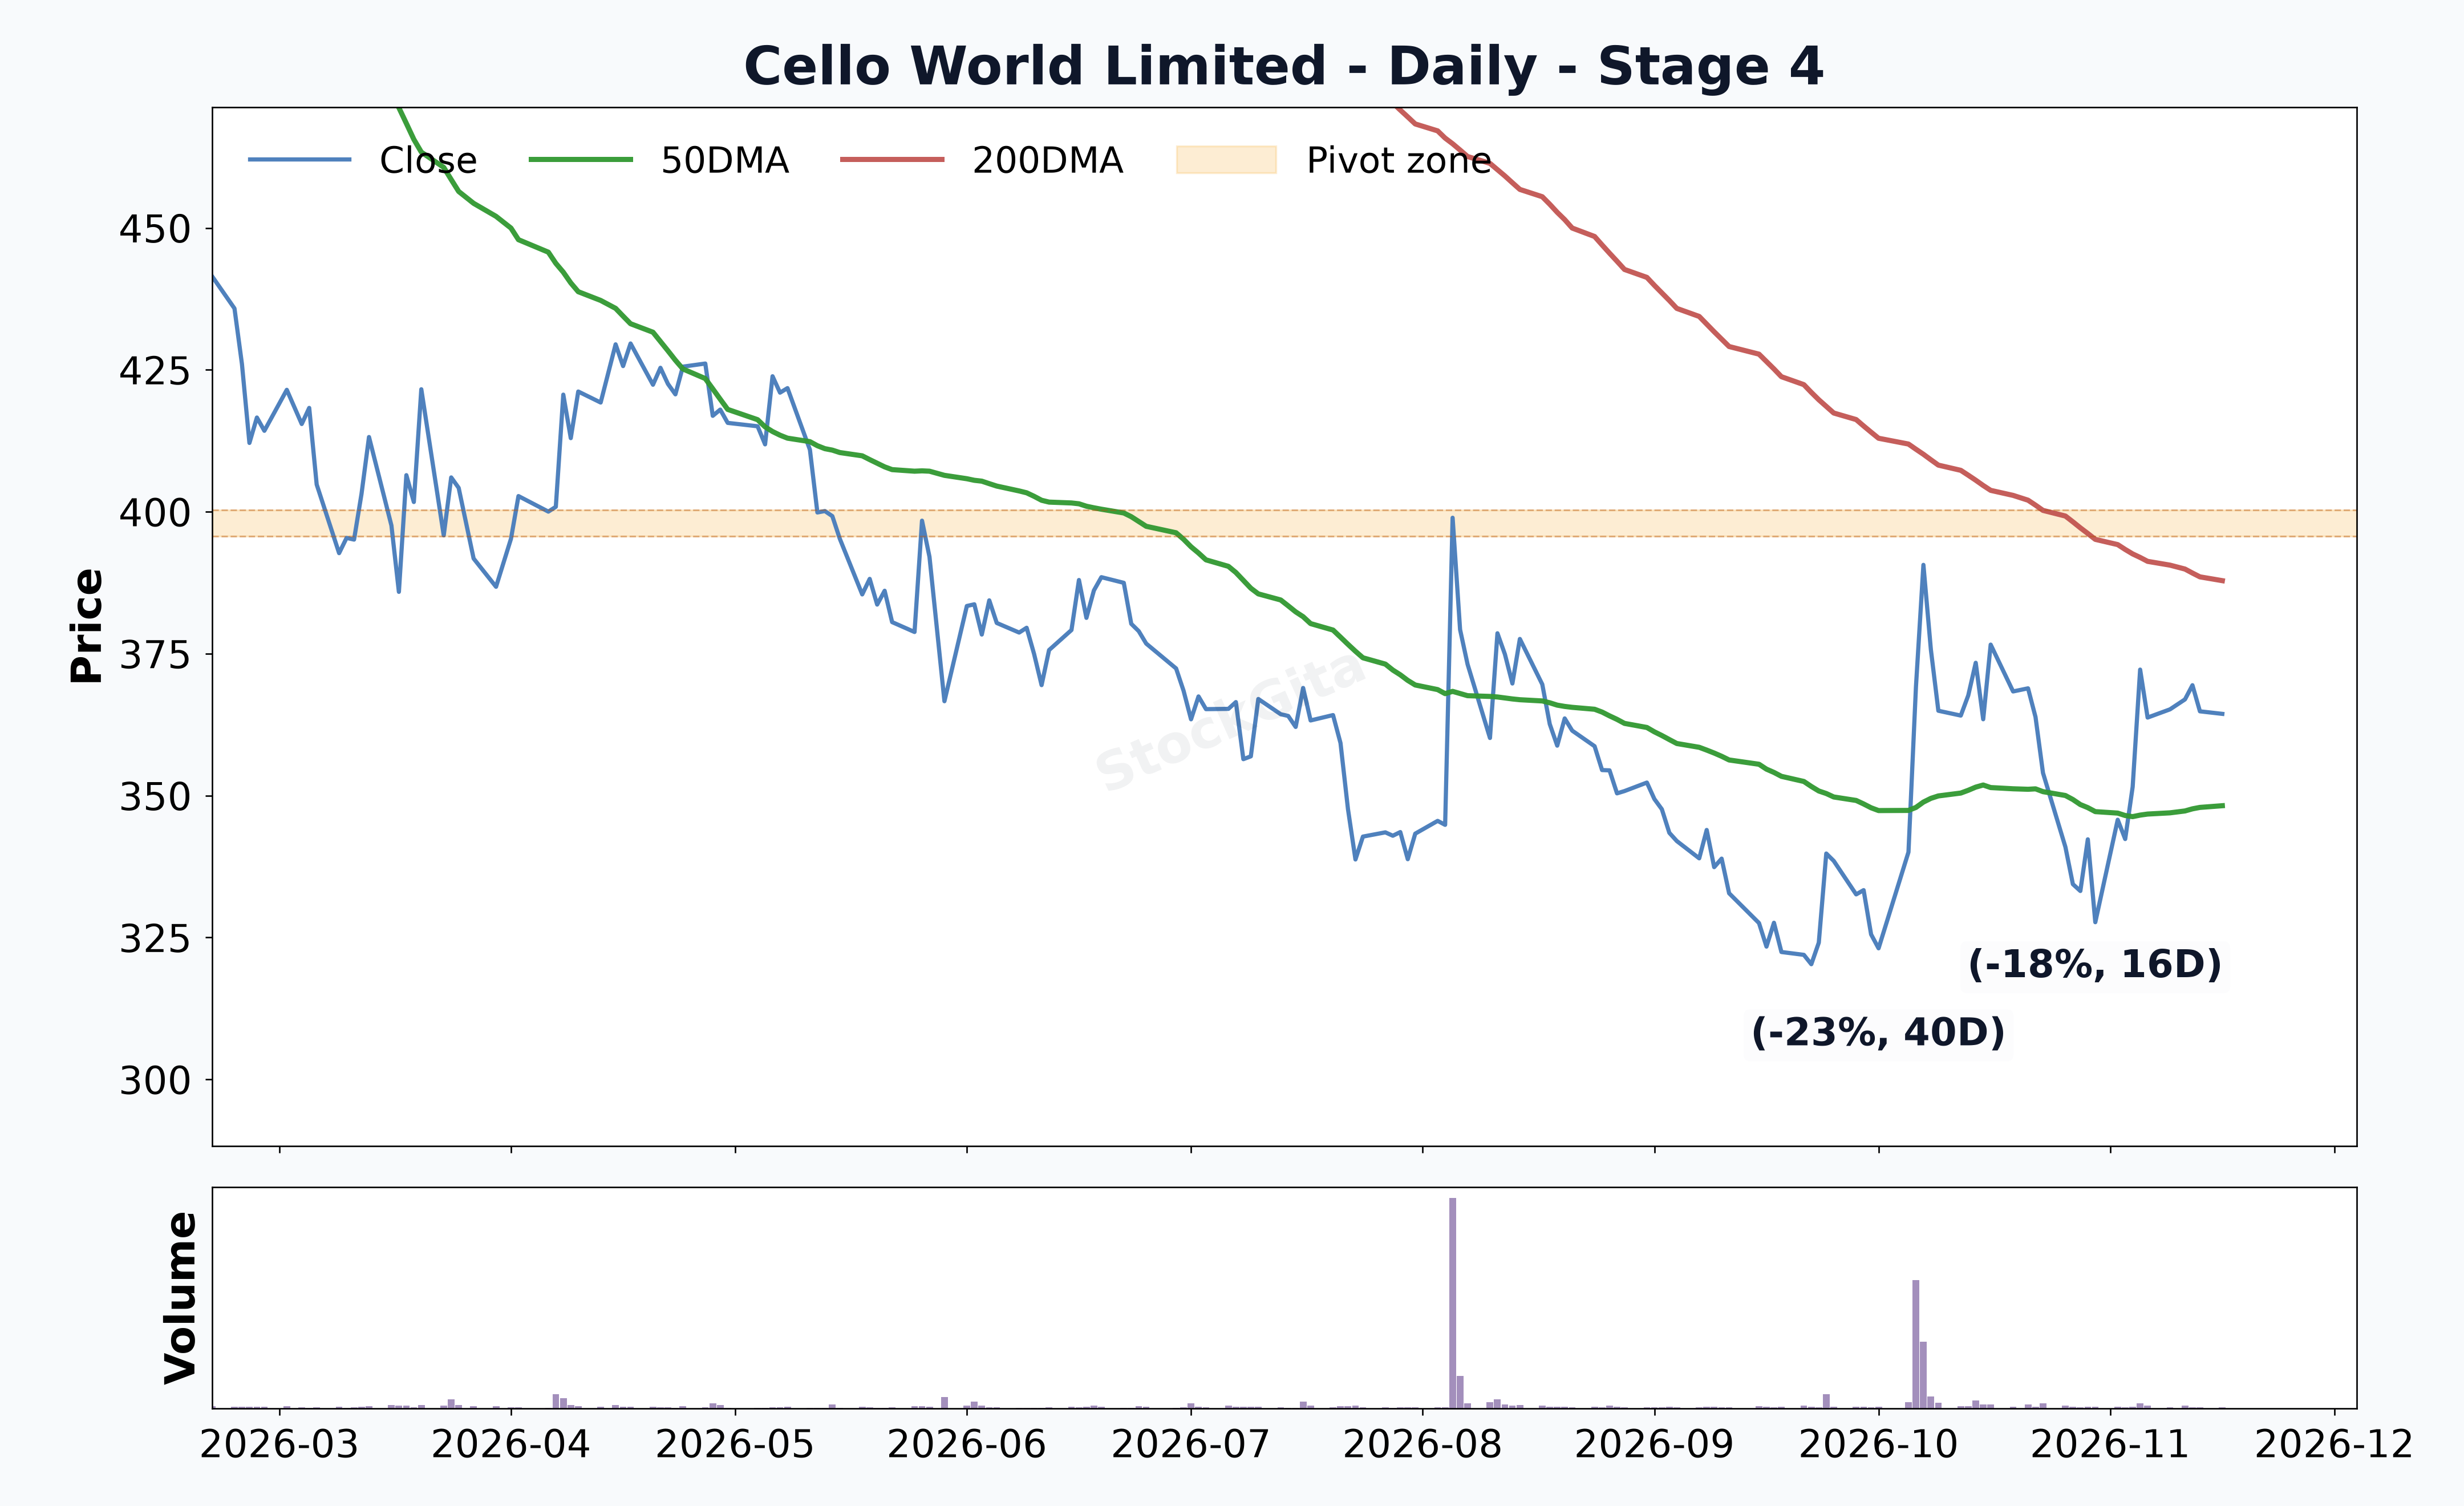 Cello World Limited - Daily - Stage 4
Close 50DMA 200DMA Pivot zone
450
425
400
375
350
325
300
Price
StockGita
(-18%, 16D)
(-23%, 40D)
Volume
2026-03 2026-04 2026-05 2026-06 2026-07 2026-08 2026-09 2026-10 2026-11 2026-12